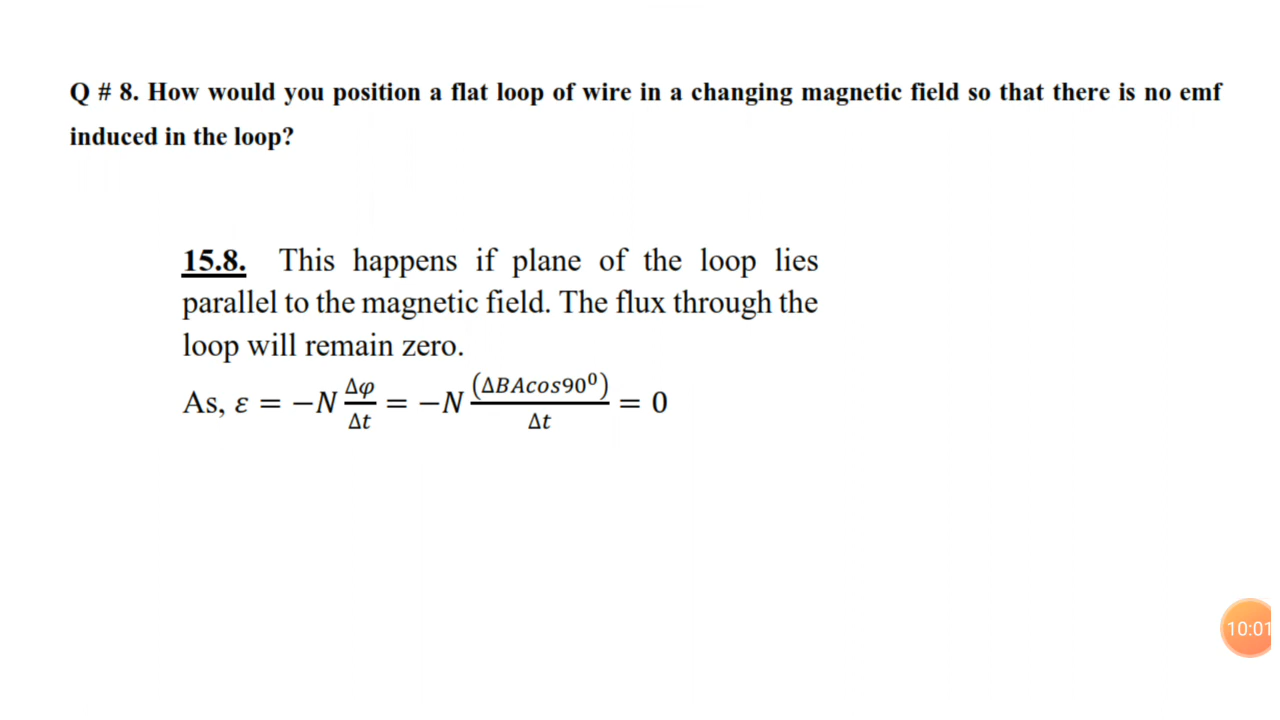 Q # 8. How would you position a flat loop of wire in a changing magnetic field so that there is no emf
induced in the loop?
15.8. This happens if plane of the loop lies
parallel to the magnetic field. The flux through the
loop will remain zero.
As, ε = −N Δφ/Δt = −N (ΔBAcos90⁰)/Δt = 0
10:01